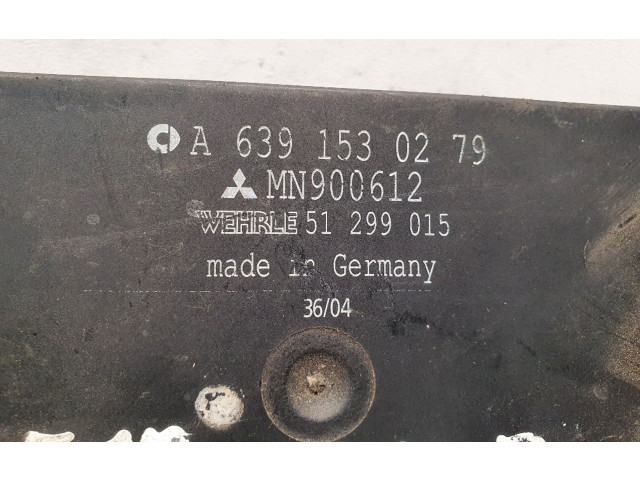 A 639 153 02 79
MN900612
WEHRLE 51 299 015
made in Germany
36/04